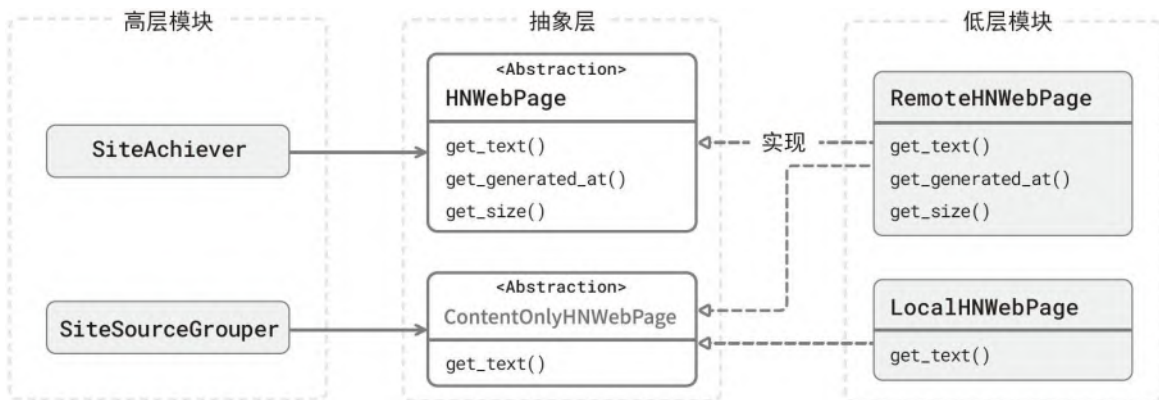 高层模块
抽象层
低层模块
SiteAchiever
SiteSourceGrouper
<Abstraction>
HNWebPage
get_text()
get_generated_at()
get_size()
<Abstraction>
ContentOnlyHNWebPage
get_text()
实现
RemoteHNWebPage
get_text()
get_generated_at()
get_size()
LocalHNWebPage
get_text()